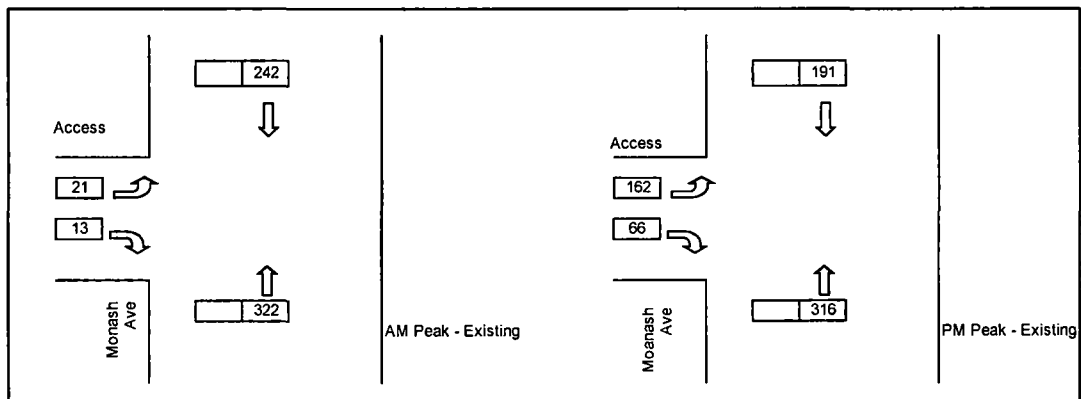 242
Access
21
13
Monash
Ave
322
AM Peak - Existing
191
Access
162
66
Moanash
Ave
316
PM Peak - Existing